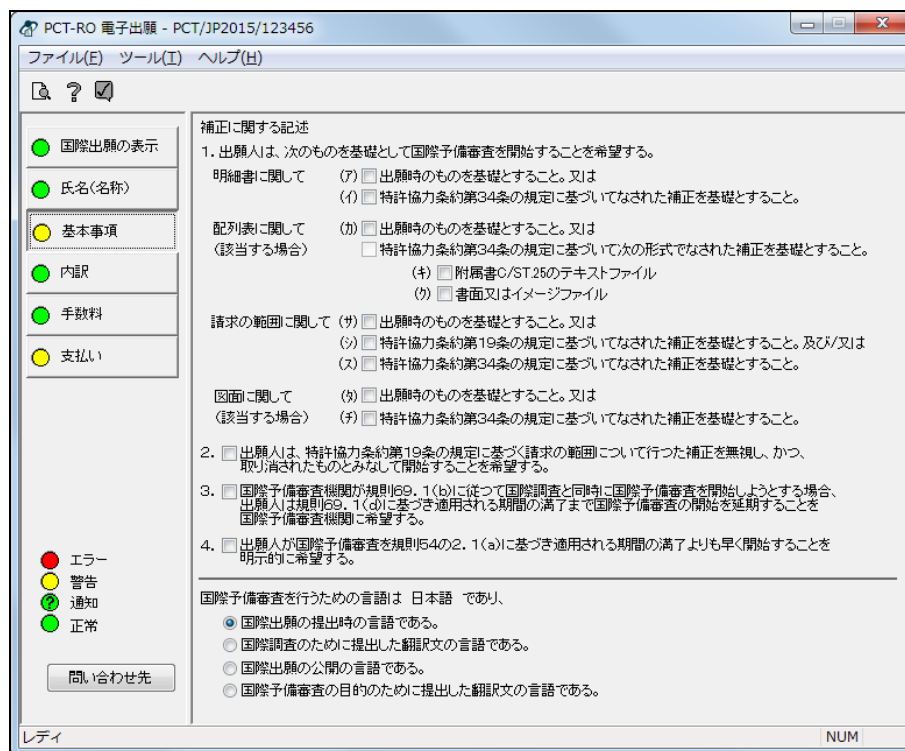 PCT-RO 電子出願 - PCT/JP2015/123456
ファイル(F) ツール(T) ヘルプ(H)
国際出願の表示
氏名(名称)
基本事項
内訳
手数料
支払い
エラー
警告
通知
正常
問い合わせ先
補正に関する記述
1. 出願人は、次のものを基礎として国際予備審査を開始することを希望する。
明細書に関して (ア) 出願時のものを基礎とすること。又は
(イ) 特許協力条約第34条の規定に基づいてなされた補正を基礎とすること。
配列表に関して (カ) 出願時のものを基礎とすること。又は
(該当する場合) 特許協力条約第34条の規定に基づいて次の形式でなされた補正を基礎とすること。
(キ) 附属書C/ST.25のテキストファイル
(ク) 書面又はイメージファイル
請求の範囲に関して (サ) 出願時のものを基礎とすること。又は
(シ) 特許協力条約第19条の規定に基づいてなされた補正を基礎とすること。及び/又は
(ス) 特許協力条約第34条の規定に基づいてなされた補正を基礎とすること。
図面に関して (タ) 出願時のものを基礎とすること。又は
(該当する場合) (チ) 特許協力条約第34条の規定に基づいてなされた補正を基礎とすること。
2. 出願人は、特許協力条約第19条の規定に基づく請求の範囲について行つた補正を無視し、かつ、
取り消されたものとみなして開始することを希望する。
3. 国際予備審査機関が規則69. 1(b)に従つて国際調査と同時に国際予備審査を開始しようとする場合、
出願人は規則69. 1(d)に基づき適用される期間の満了まで国際予備審査の開始を延期することを
国際予備審査機関に希望する。
4. 出願人が国際予備審査を規則54の2. 1(a)に基づき適用される期間の満了よりも早く開始することを
明示的に希望する。
国際予備審査を行うための言語は 日本語 であり、
国際出願の提出時の言語である。
国際調査のために提出した翻訳文の言語である。
国際出願の公開の言語である。
国際予備審査の目的のために提出した翻訳文の言語である。
レディ
NUM